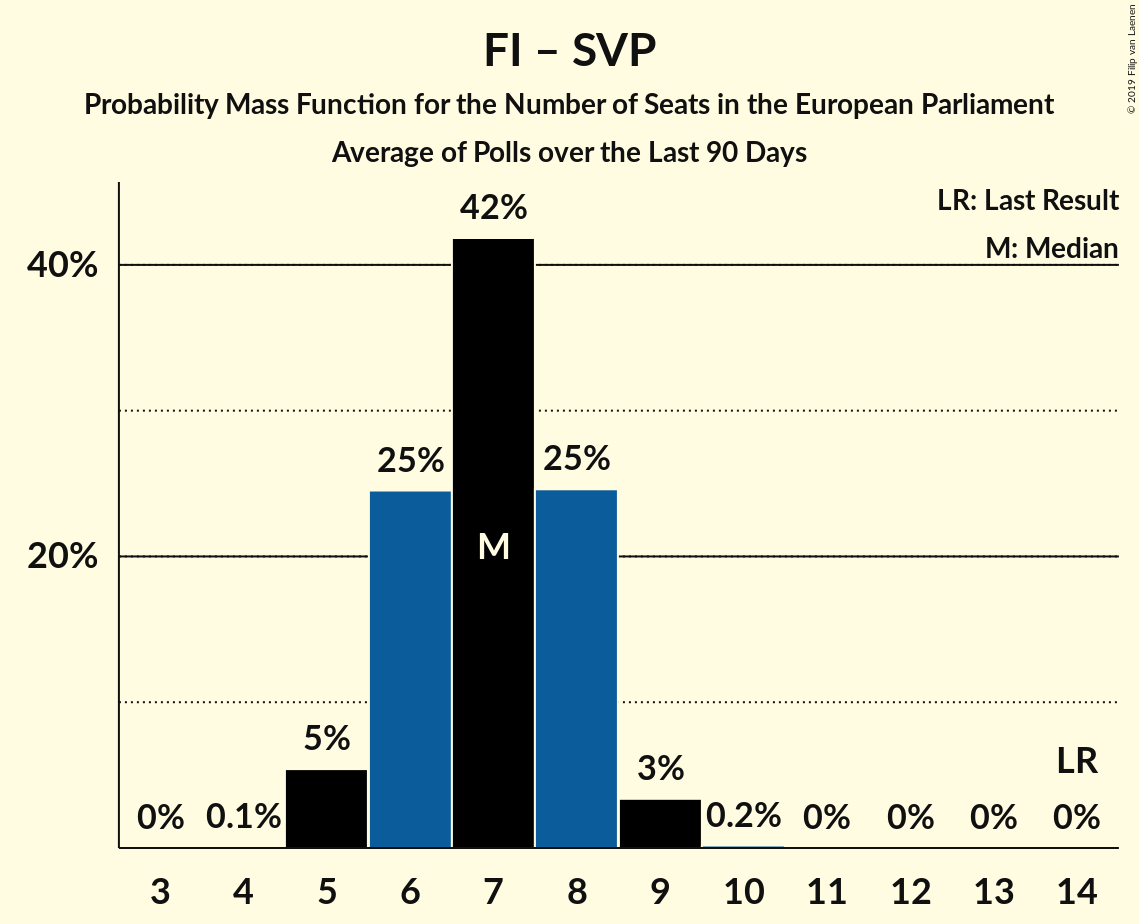 FI – SVP
Probability Mass Function for the Number of Seats in the European Parliament
Average of Polls over the Last 90 Days
© 2019 Filip van Laenen
LR: Last Result
M: Median
42%
40%
25%
25%
M
20%
5%
3%
LR
0%
0.1%
0.2%
0%
0%
0%
0%
3 4 5 6 7 8 9 10 11 12 13 14